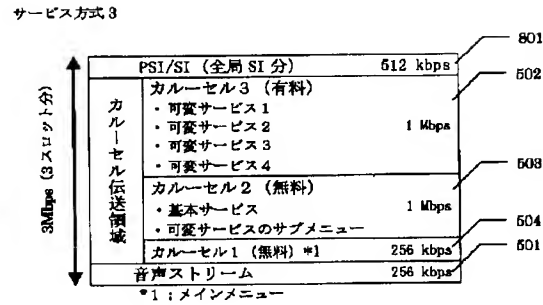 サービス方式3
PSI/SI (全局SI分) 512 kbps
801
カルーセル3 (有料)
502
・可変サービス1
・可変サービス2 1 Mbps
・可変サービス3
・可変サービス4
カルーセル2 (無料)
503
・基本サービス 1 Mbps
・可変サービスのサブメニュー
カルーセル1 (無料) *1 256 kbps
504
音声ストリーム 256 kbps
501
カルーセル伝送領域
3Mbps (3スロット分)
*1;メインメニュー